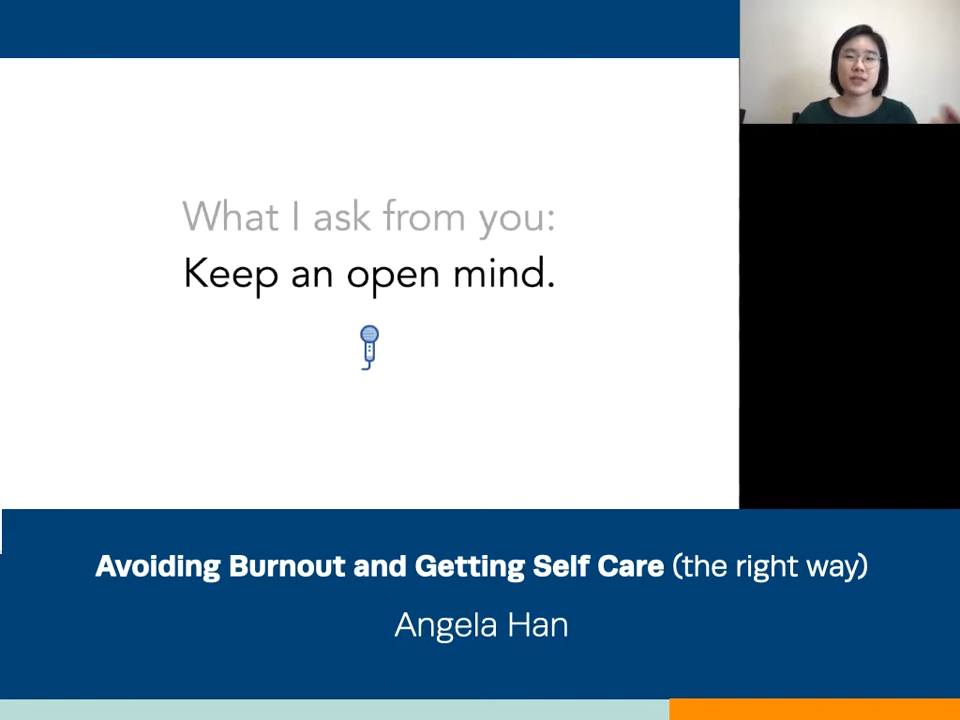 What I ask from you:
Keep an open mind.
Avoiding Burnout and Getting Self Care (the right way)
Angela Han